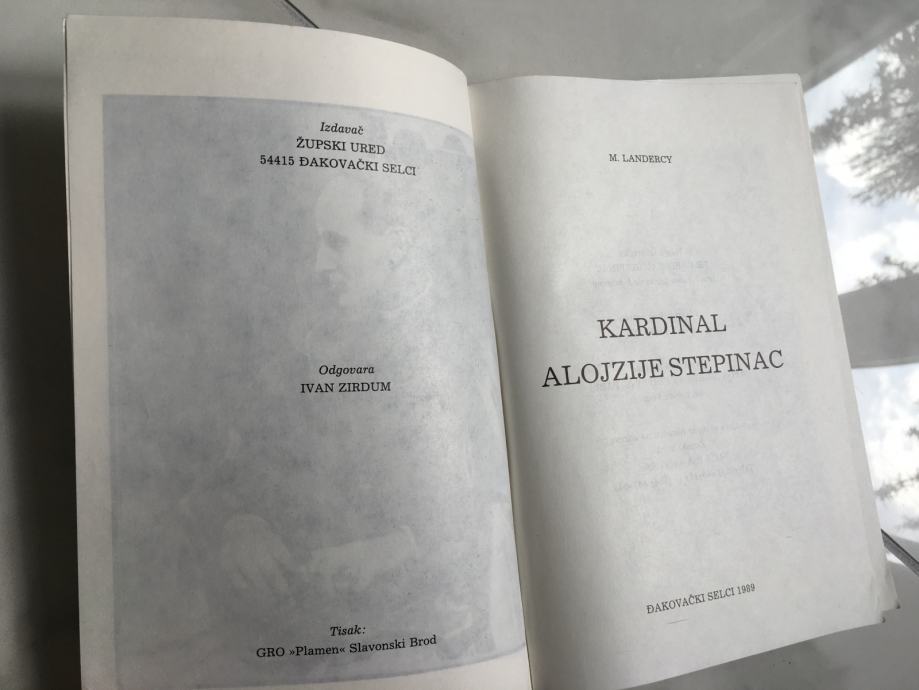 Izdavač
ŽUPSKI URED
54415 ĐAKOVAČKI SELCI
Odgovara
IVAN ZIRDUM
Tisak:
GRO »Plamen« Slavonski Brod
M. LANDERCY
KARDINAL
ALOJZIJE STEPINAC
ĐAKOVAČKI SELCI 1989